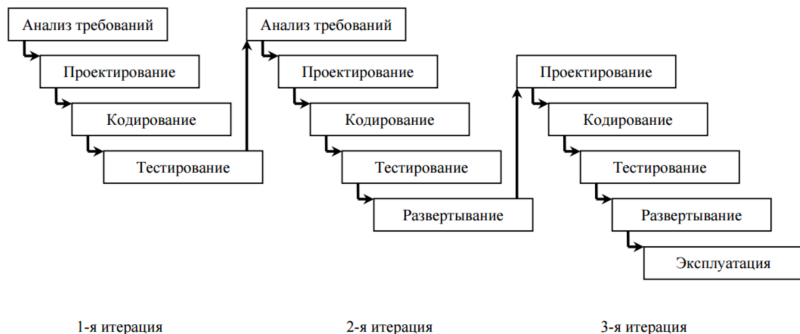 Анализ требований
Проектирование
Кодирование
Тестирование
Анализ требований
Проектирование
Кодирование
Тестирование
Развертывание
Проектирование
Кодирование
Тестирование
Развертывание
Эксплуатация
1-я итерация
2-я итерация
3-я итерация